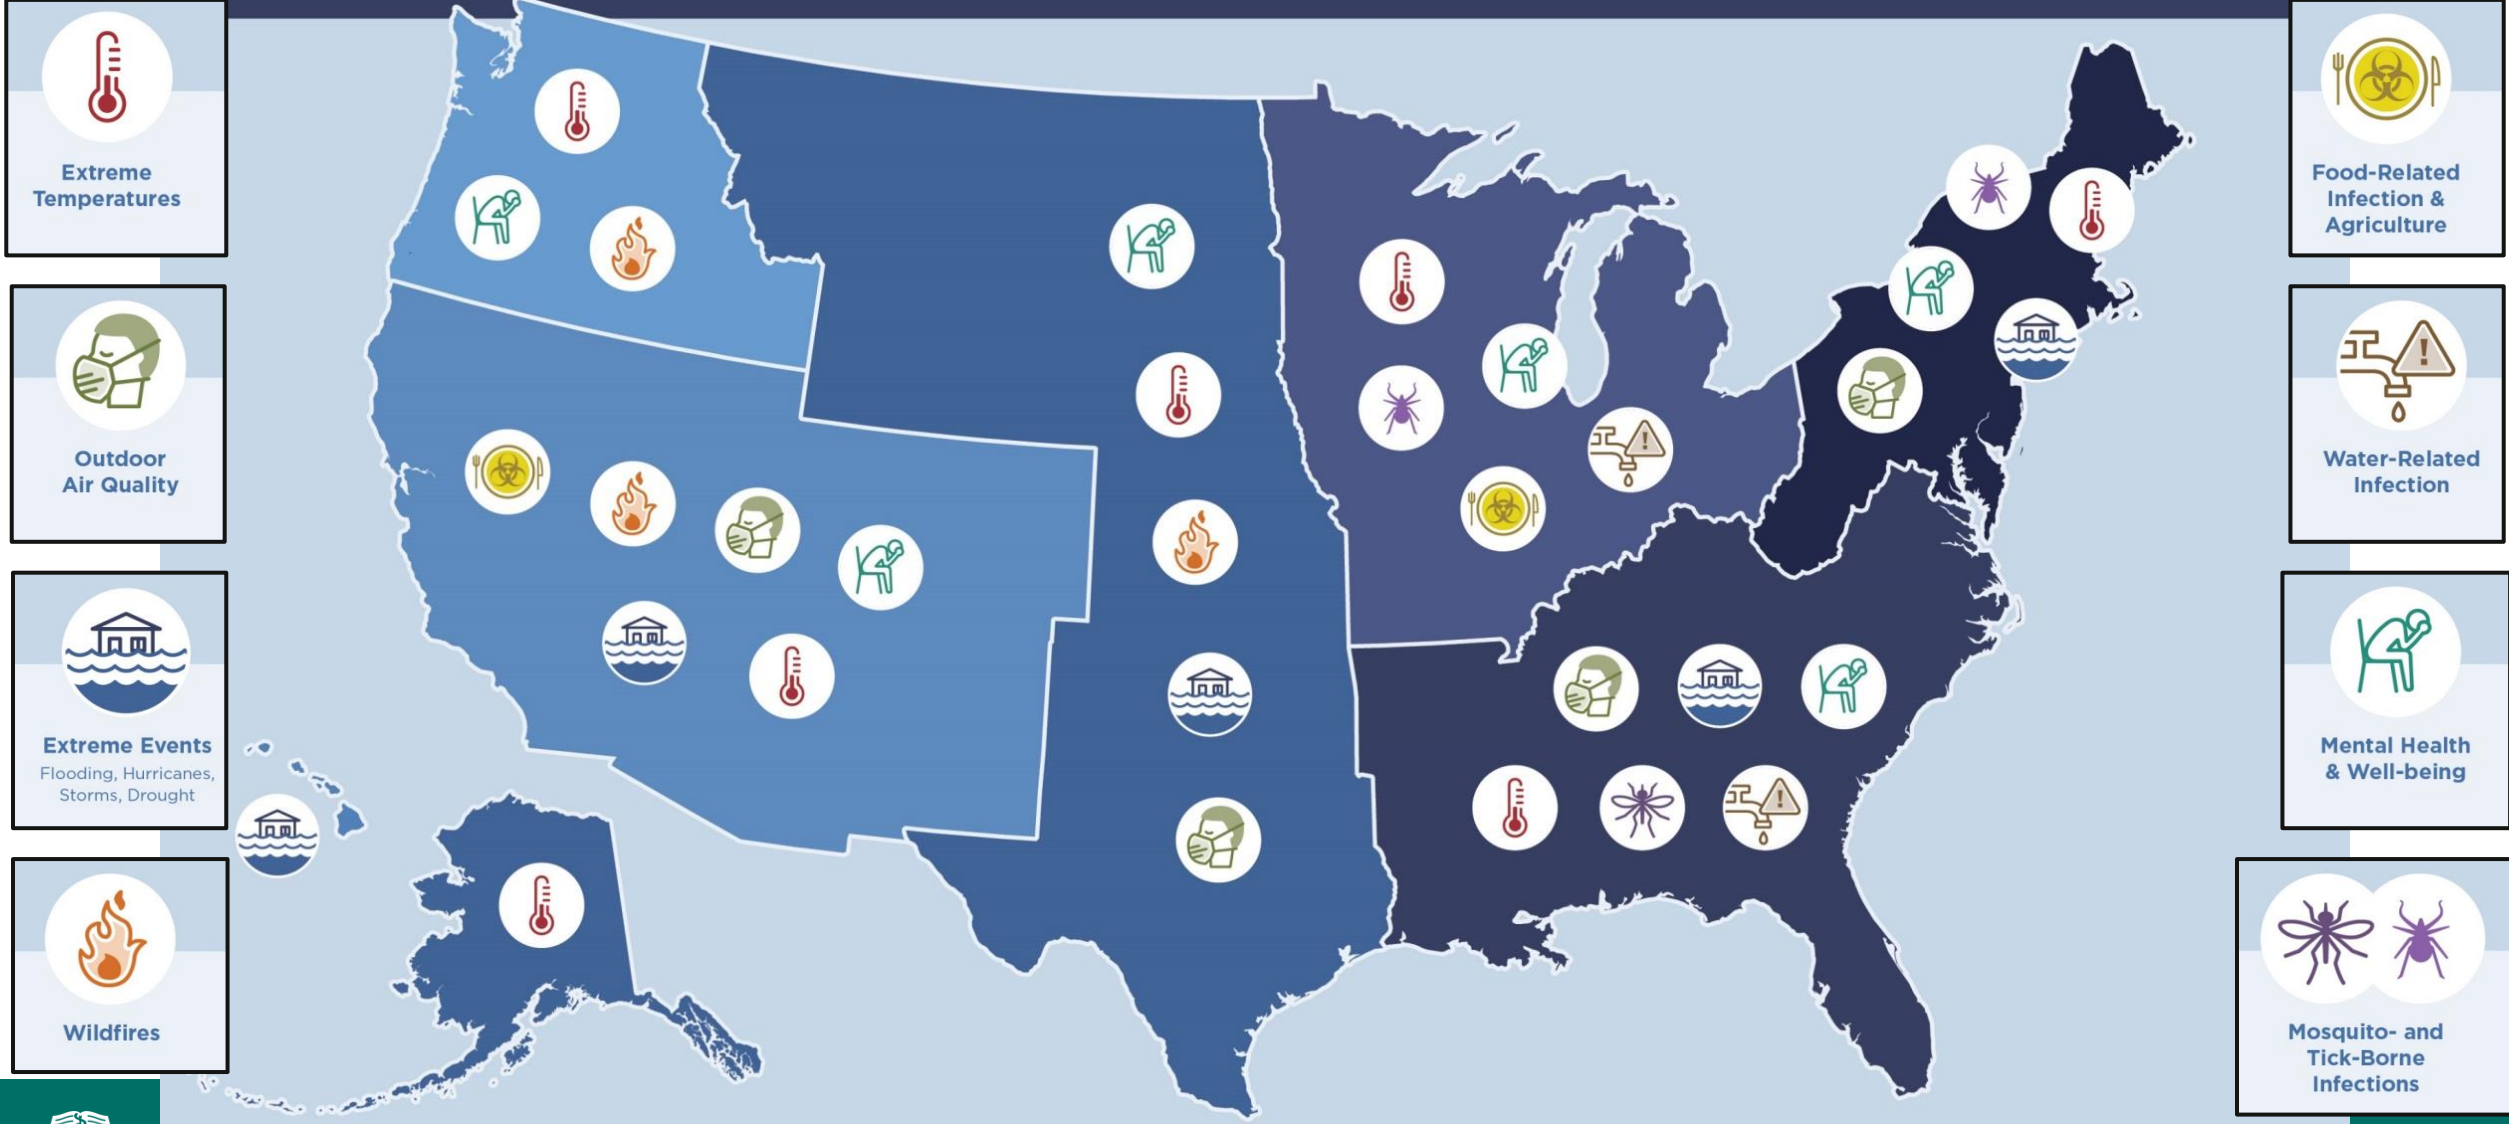 Extreme
Temperatures
Outdoor
Air Quality
Extreme Events
Flooding, Hurricanes,
Storms, Drought
Wildfires
Food-Related
Infection &
Agriculture
Water-Related
Infection
Mental Health
& Well-being
Mosquito- and
Tick-Borne
Infections